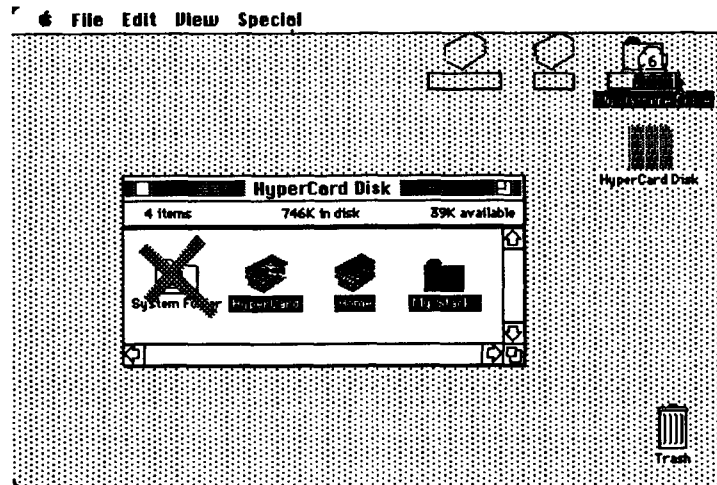 File Edit View Special
6
HyperCard Disk
HyperCard Disk
4 items 746K in disk 39K available
System Folder HyperCard Home My Stacks
Trash